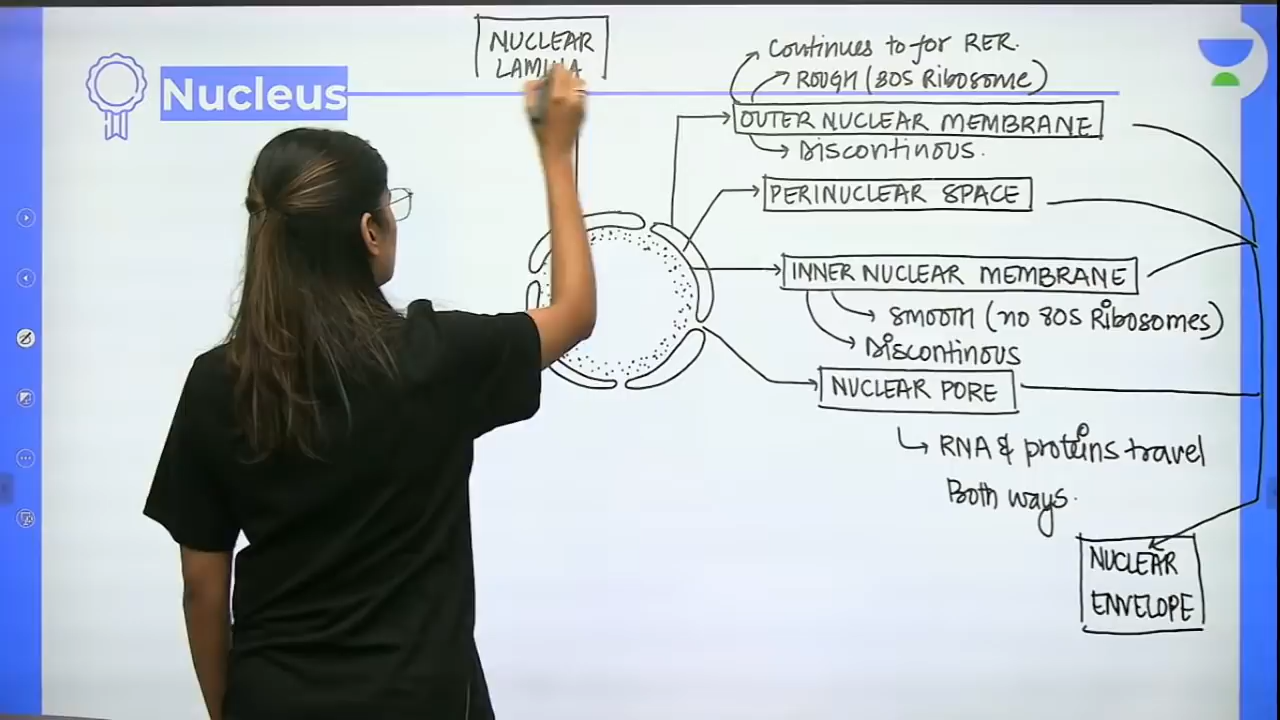 NUCLEAR
LAMINA
Nucleus
Continues to for RER.
ROUGH (80S Ribosome)
OUTER NUCLEAR MEMBRANE
Discontinous.
PERINUCLEAR SPACE
INNER NUCLEAR MEMBRANE
Smooth (no 80S Ribosomes)
Discontinous
NUCLEAR PORE
RNA & proteins travel
Both ways.
NUCLEAR
ENVELOPE